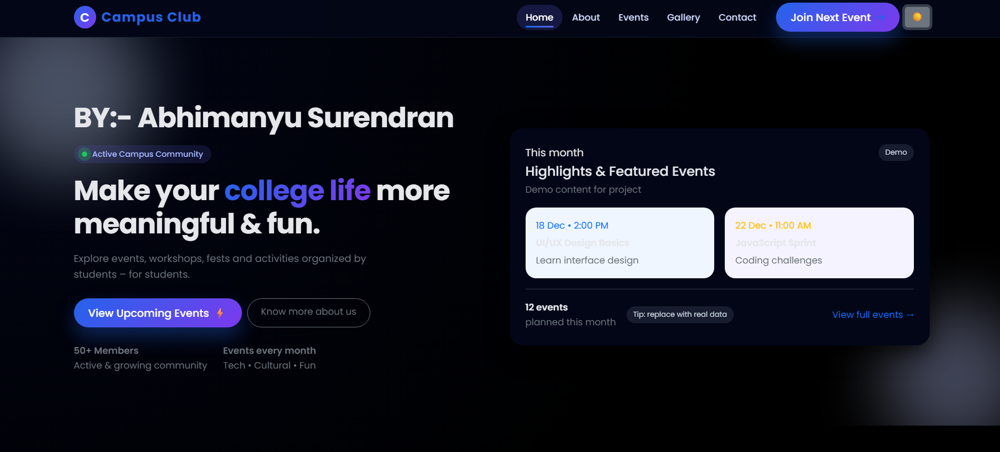 C Campus Club
Home About Events Gallery Contact Join Next Event →
BY:- Abhimanyu Surendran
Active Campus Community
Make your college life more
meaningful & fun.
Explore events, workshops, fests and activities organized by
students – for students.
View Upcoming Events
Know more about us
50+ Members
Active & growing community
Events every month
Tech • Cultural • Fun
This month
Demo
Highlights & Featured Events
Demo content for project
18 Dec • 2:00 PM
UI/UX Design Basics
Learn interface design
22 Dec • 11:00 AM
JavaScript Sprint
Coding challenges
12 events
planned this month
Tip: replace with real data
View full events →